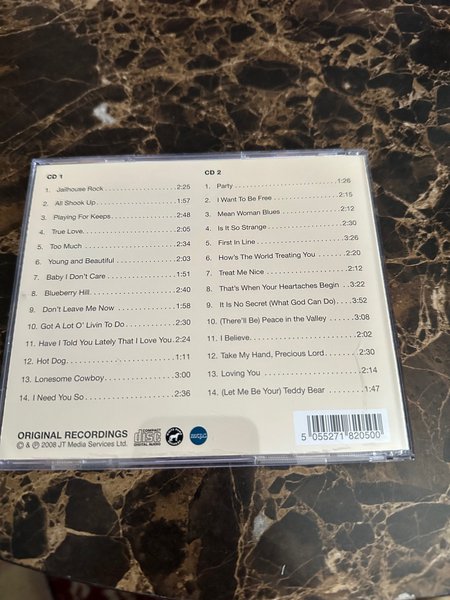 CD 1
1. Jailhouse Rock 2:25
2. All Shook Up 1:57
3. Playing For Keeps 2:48
4. True Love 2:05
5. Too Much 2:34
6. Young and Beautiful 2:03
7. Baby I Don't Care 1:51
8. Blueberry Hill 2:40
9. Don't Leave Me Now 1:58
10. Got A Lot O' Livin To Do 2:30
11. Have I Told You Lately That I Love You 2:24
12. Hot Dog 1:11
13. Lonesome Cowboy 3:00
14. I Need You So 2:36
CD 2
1. Party 1:26
2. I Want To Be Free 2:15
3. Mean Woman Blues 2:12
4. Is It So Strange 2:30
5. First In Line 3:26
6. How's The World Treating You 2:20
7. Treat Me Nice 2:12
8. That's When Your Heartaches Begin 3:22
9. It Is No Secret (What God Can Do) 3:52
10. (There'll Be) Peace in the Valley 3:08
11. I Believe 2:02
12. Take My Hand, Precious Lord 2:30
13. Loving You 2:14
14. (Let Me Be Your) Teddy Bear 1:47
ORIGINAL RECORDINGS
© & ℗ 2008 JT Media Services Ltd.
COMPACT
disc
DIGITAL AUDIO
5 055271 820500